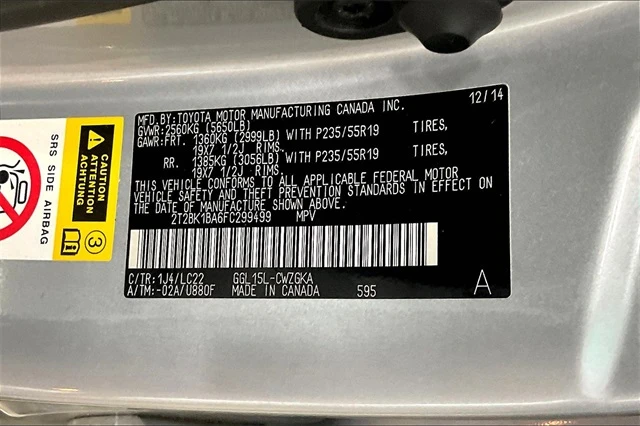 MFD.BY:TOYOTA MOTOR MANUFACTURING CANADA INC. 12/14
GVWR:2560KG (5650LB)
GAWR:FRT. 1360KG (2999LB) WITH P235/55R19 TIRES,
19X7 1/2J RIMS.
RR. 1385KG (3056LB) WITH P235/55R19 TIRES,
19X7 1/2J RIMS.
THIS VEHICLE CONFORMS TO ALL APPLICABLE FEDERAL MOTOR
VEHICLE SAFETY AND THEFT PREVENTION STANDARDS IN EFFECT ON
THE DATE OF MANUFACTURE SHOWN ABOVE.
2T2BK1BA6FC299499 MPV
C/TR:1J4/LC22 GGL15L-CWZGKA
A/TM:-02A/U880F MADE IN CANADA 595
A
SRS SIDE AIRBAG
CAUTION
ATTENTION
ACHTUNG
3